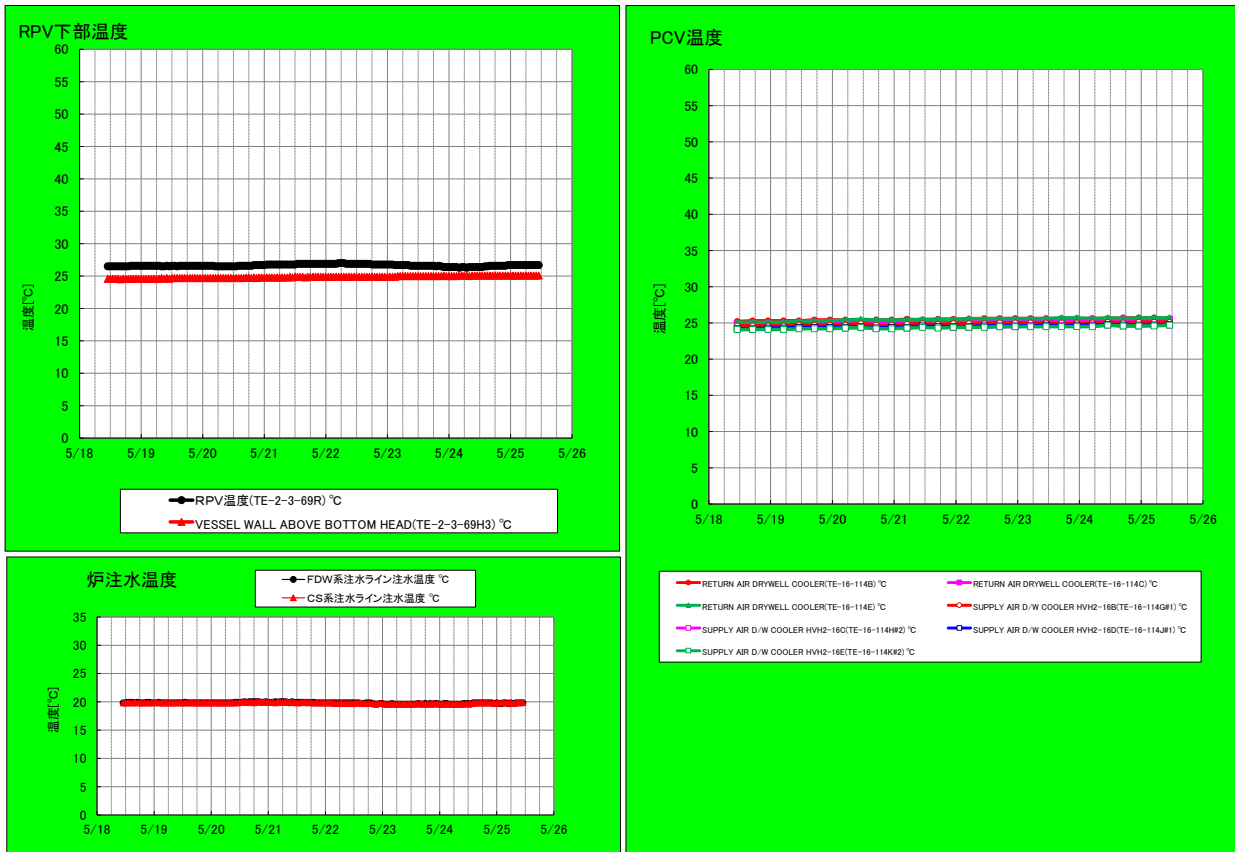 RPV下部温度
60
55
50
45
40
35
30
25
20
15
10
5
0
温度[℃]
5/18 5/19 5/20 5/21 5/22 5/23 5/24 5/25 5/26
RPV温度(TE-2-3-69R) ℃
VESSEL WALL ABOVE BOTTOM HEAD(TE-2-3-69H3) ℃
炉注水温度
FDW系注水ライン注水温度 ℃
CS系注水ライン注水温度 ℃
35
30
25
20
15
10
5
0
温度[℃]
5/18 5/19 5/20 5/21 5/22 5/23 5/24 5/25 5/26
PCV温度
60
55
50
45
40
35
30
25
20
15
10
5
0
温度[℃]
5/18 5/19 5/20 5/21 5/22 5/23 5/24 5/25 5/26
RETURN AIR DRYWELL COOLER(TE-16-114B) ℃
RETURN AIR DRYWELL COOLER(TE-16-114C) ℃
RETURN AIR DRYWELL COOLER(TE-16-114E) ℃
SUPPLY AIR D/W COOLER HVH2-16B(TE-16-114G#1) ℃
SUPPLY AIR D/W COOLER HVH2-16C(TE-16-114H#2) ℃
SUPPLY AIR D/W COOLER HVH2-16D(TE-16-114J#1) ℃
SUPPLY AIR D/W COOLER HVH2-16E(TE-16-114K#2) ℃